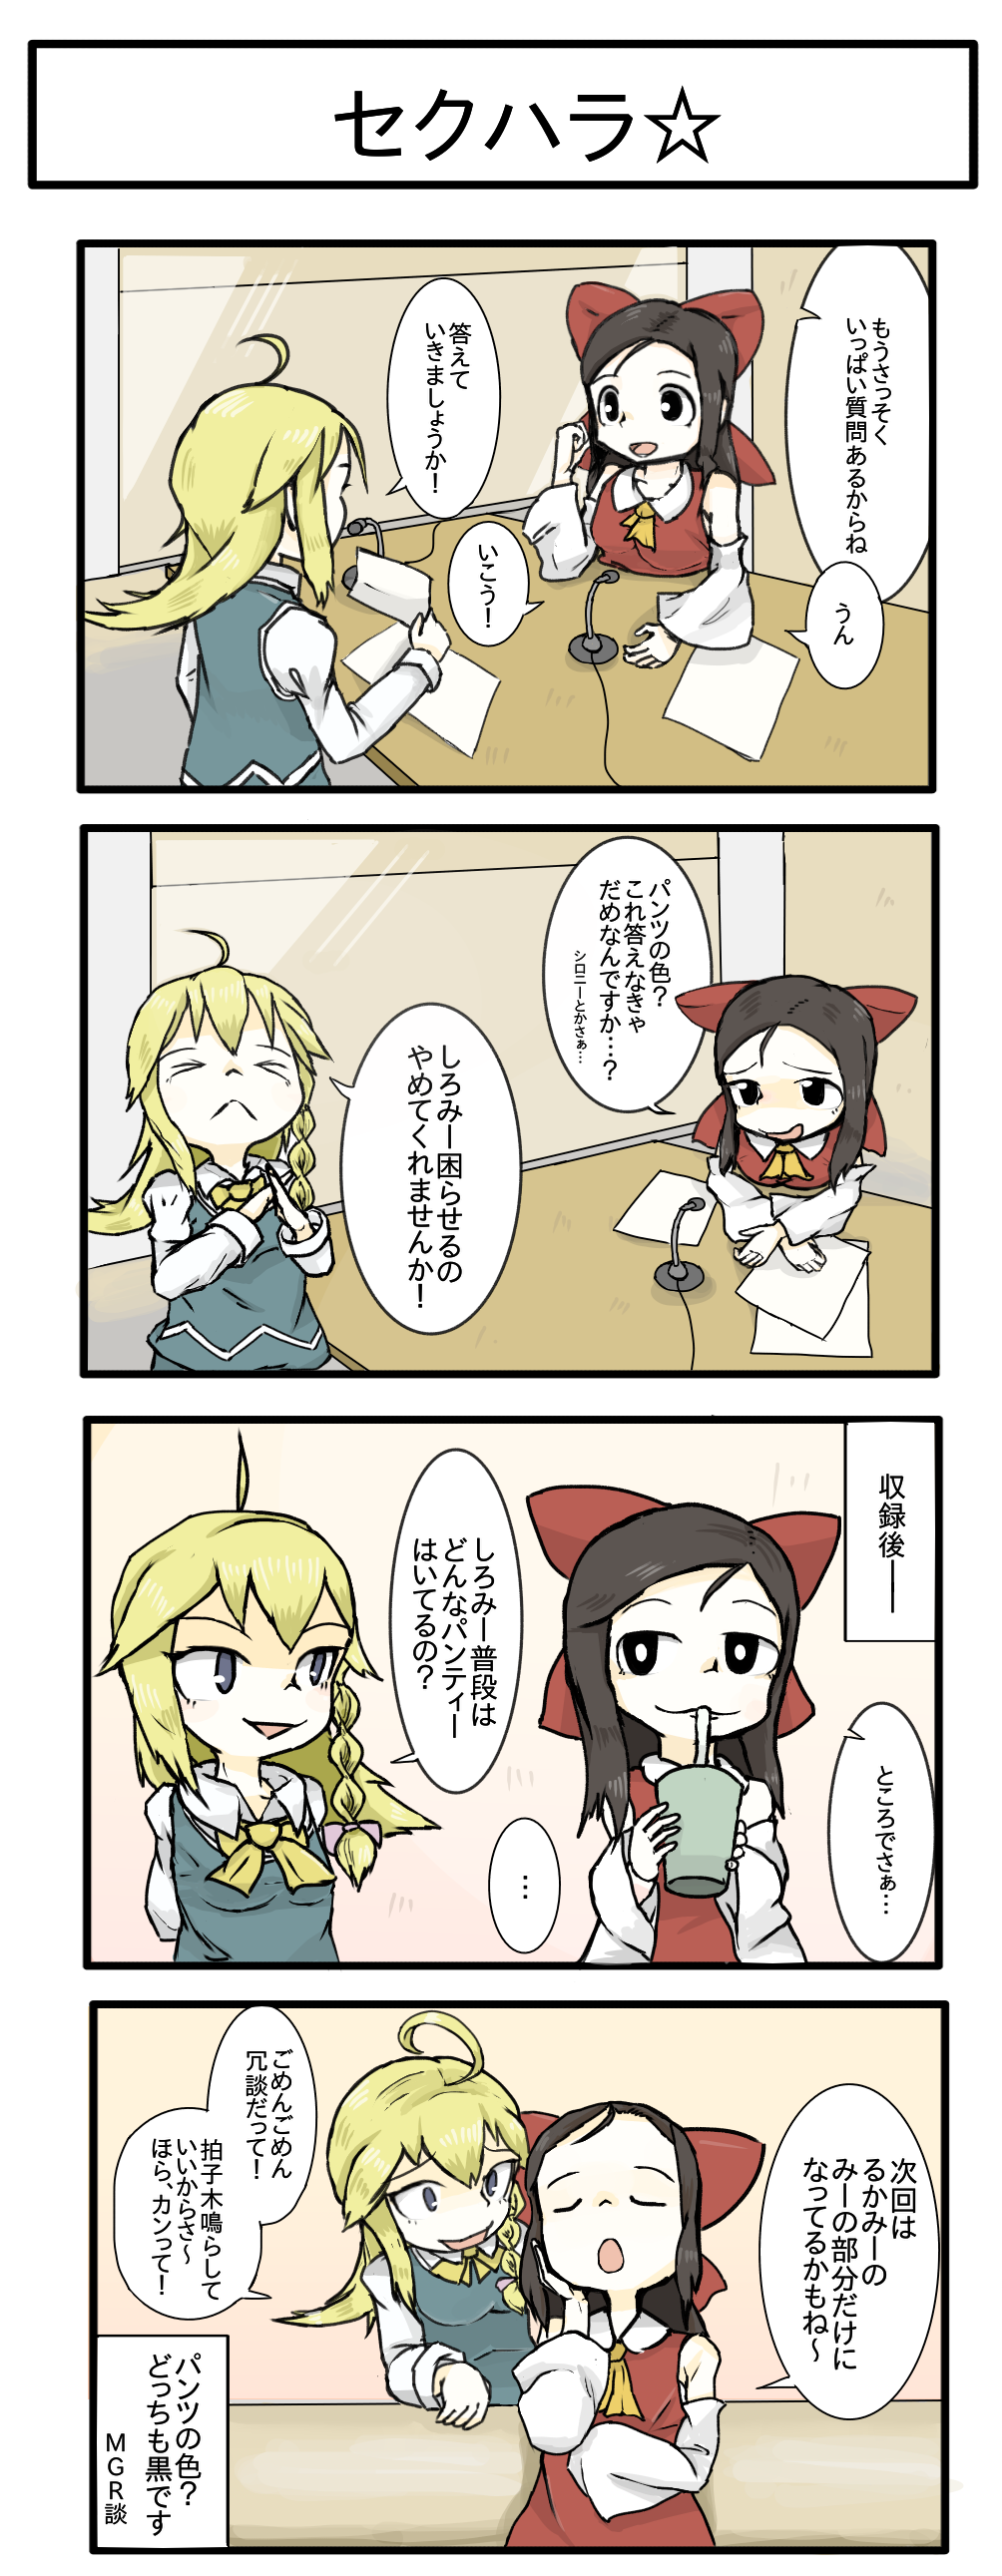 セクハラ☆
もうさっそく
いっぱい質問あるからね
うん
答えて
いきましょうか！
いこう！
パンツの色？
これ答えなきゃ
だめなんですか…？
シロニーとかさぁ…
しろみー困らせるの
やめてくれませんか！
収録後――
ところでさぁ…
しろみー普段は
どんなパンティー
はいてるの？
…
次回は
るかみーの
みーの部分だけに
なってるかもね～
ごめんごめん
冗談だって！
拍子木鳴らして
いいからさ～
ほら、カンって！
パンツの色？
どっちも黒です
MGR談